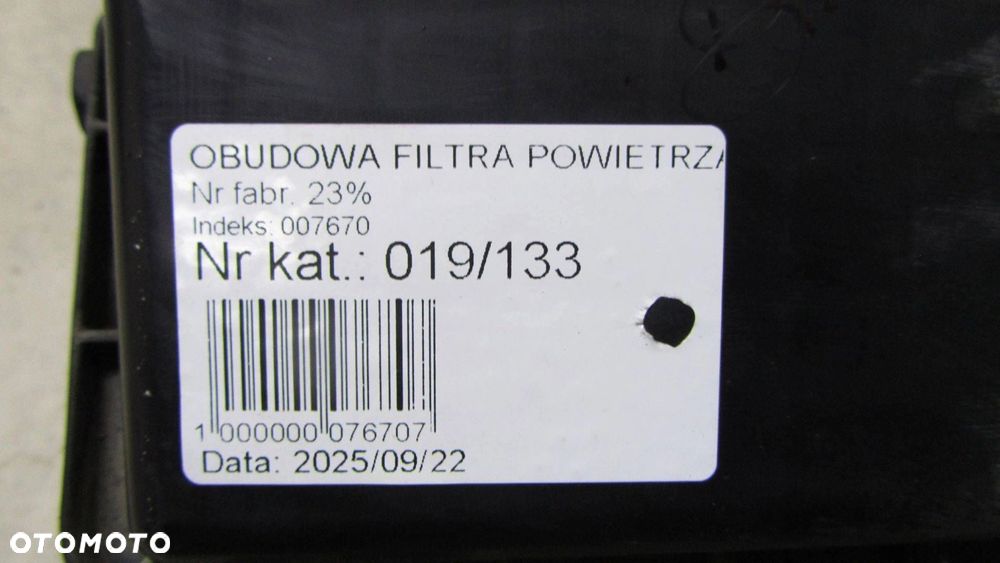 OBUDOWA FILTRA POWIETRZA
Nr fabr. 23%
Indeks: 007670
Nr kat.: 019/133
1 000000 076707
Data: 2025/09/22
OTOMOTO